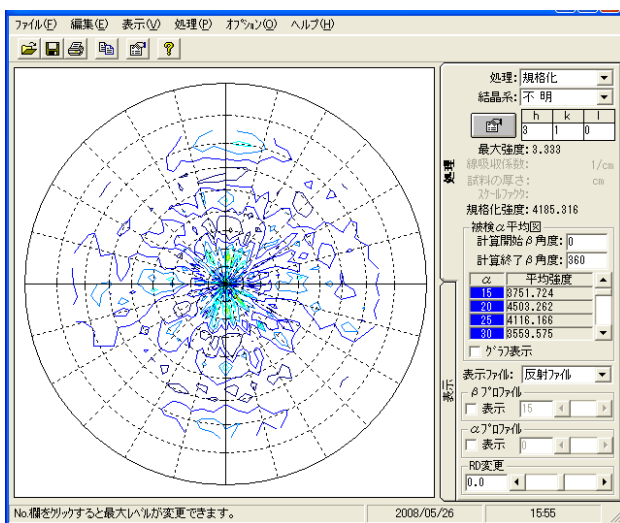 ファイル(F) 編集(E) 表示(V) 処理(P) オプション(O) ヘルプ(H)
処理
表示
処理: 規格化
結晶系: 不 明
h k l
3 1 0
最大強度: 3.333
線吸収係数: 1/cm
試料の厚さ: cm
スケールファクタ:
規格化強度: 4185.316
被検α平均図
計算開始β角度: 0
計算終了β角度: 360
α 平均強度
15 3751.724
20 4503.262
25 4116.166
30 3559.575
グラフ表示
表示ファイル: 反射ファイル
βプロファイル
表示 15
αプロファイル
表示 0
RD変更
0.0
No.欄をクリックすると最大レベルが変更できます。 2008/05/26 15:55